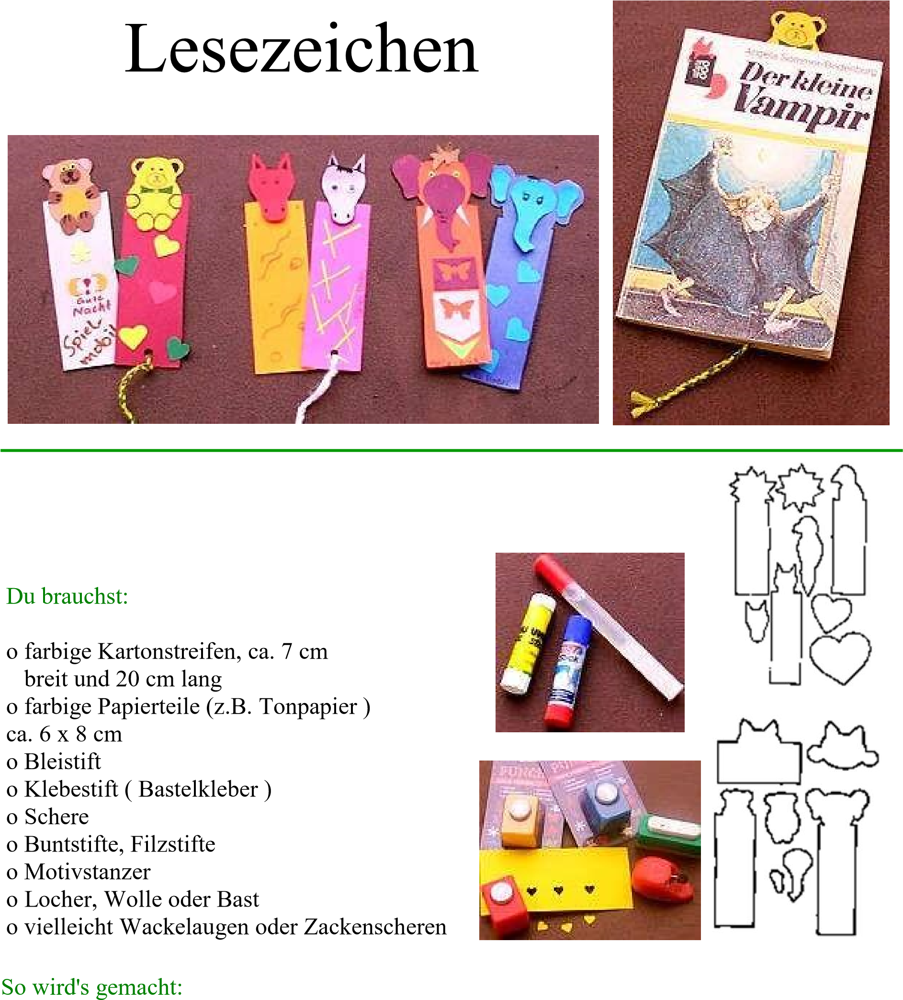 Lesezeichen
Angela Sommer-Bodenburg
Der kleine
Vampir
Gute
Nacht
Spiel-
mobil
Du brauchst:
o farbige Kartonstreifen, ca. 7 cm
breit und 20 cm lang
o farbige Papierteile (z.B. Tonpapier )
ca. 6 x 8 cm
o Bleistift
o Klebestift ( Bastelkleber )
o Schere
o Buntstifte, Filzstifte
o Motivstanzer
o Locher, Wolle oder Bast
o vielleicht Wackelaugen oder Zackenscheren
So wird's gemacht: